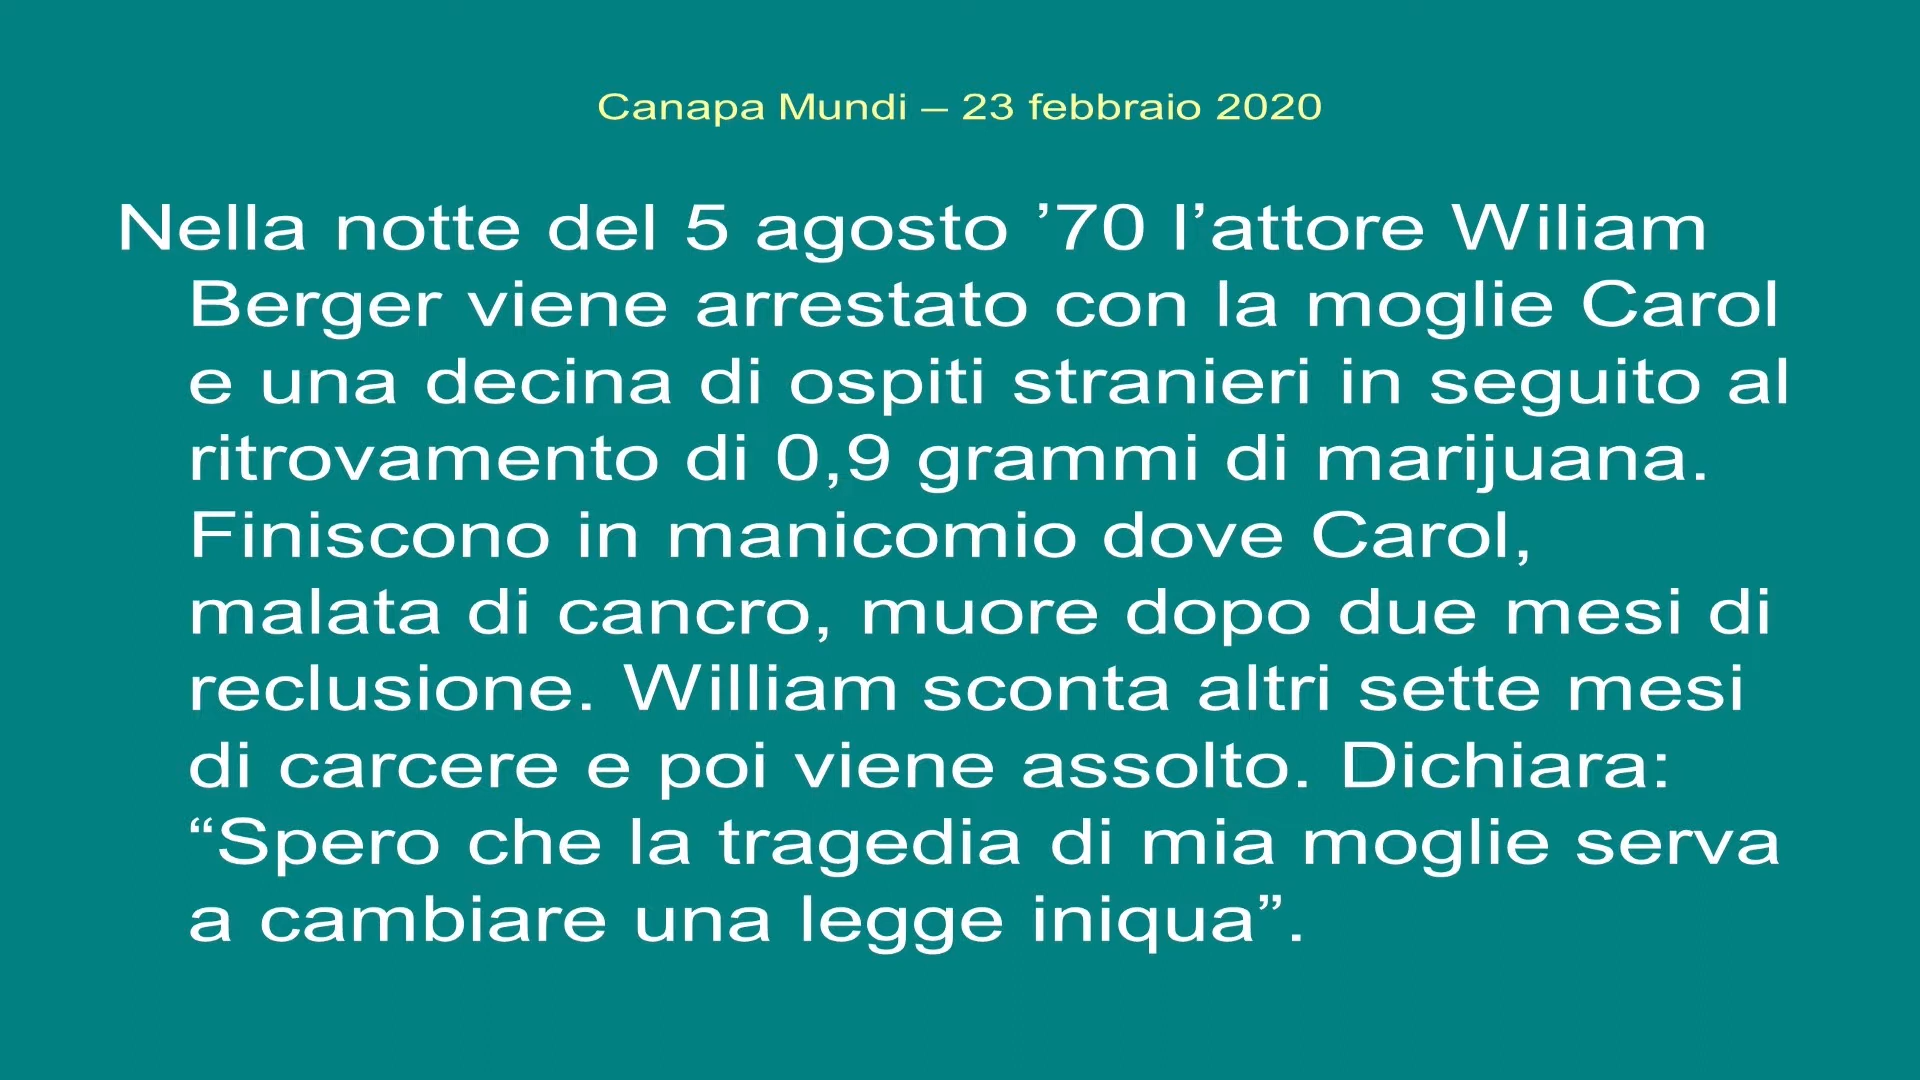 Canapa Mundi – 23 febbraio 2020
Nella notte del 5 agosto ’70 l’attore Wiliam
Berger viene arrestato con la moglie Carol
e una decina di ospiti stranieri in seguito al
ritrovamento di 0,9 grammi di marijuana.
Finiscono in manicomio dove Carol,
malata di cancro, muore dopo due mesi di
reclusione. William sconta altri sette mesi
di carcere e poi viene assolto. Dichiara:
“Spero che la tragedia di mia moglie serva
a cambiare una legge iniqua”.